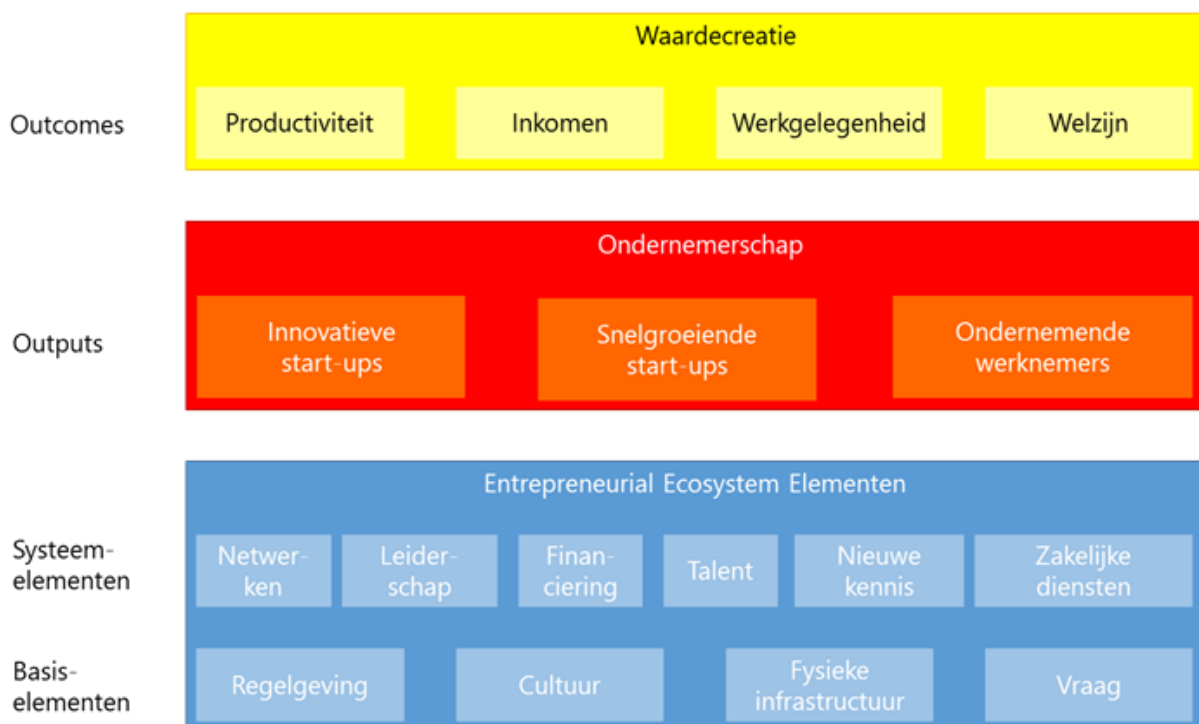 Waardecreatie
Outcomes
Productiviteit
Inkomen
Werkgelegenheid
Welzijn
Ondernemerschap
Outputs
Innovatieve
start-ups
Snelgroeiende
start-ups
Ondernemende
werknemers
Entrepreneurial Ecosystem Elementen
Systeem-
elementen
Netwer-
ken
Leider-
schap
Finan-
ciering
Talent
Nieuwe
kennis
Zakelijke
diensten
Basis-
elementen
Regelgeving
Cultuur
Fysieke
infrastructuur
Vraag